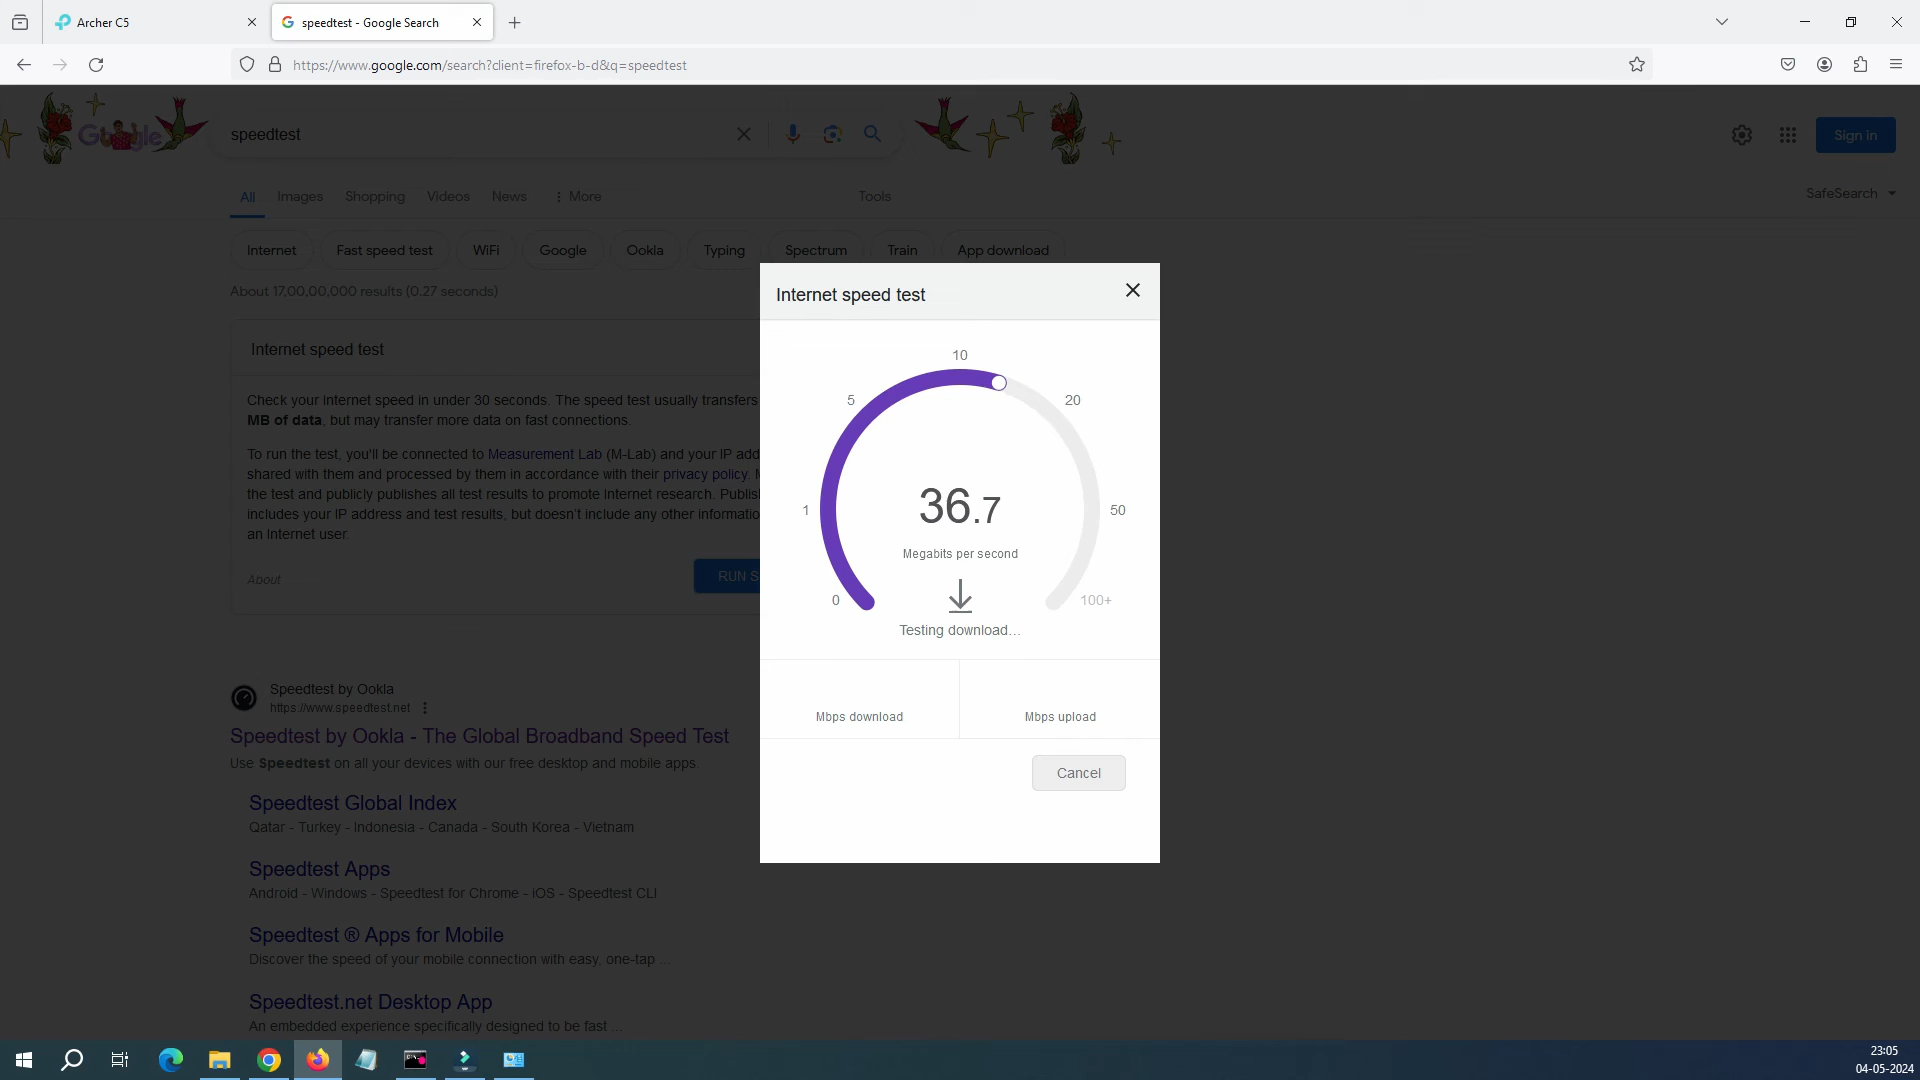 Archer C5
speedtest - Google Search
https://www.google.com/search?client=firefox-b-d&q=speedtest
Google
speedtest
Sign in
All
Images
Shopping
Videos
News
More
Tools
SafeSearch
Internet
Fast speed test
WiFi
Google
Ookla
Typing
Spectrum
Train
App download
About 17,00,00,000 results (0.27 seconds)
Internet speed test
Check your Internet speed in under 30 seconds. The speed test usually transfers
MB of data, but may transfer more data on fast connections.
To run the test, you'll be connected to Measurement Lab (M-Lab) and your IP
shared with them and processed by them in accordance with their privacy policy.
the test and publicly publishes all test results to promote Internet research.
includes your IP address and test results, but doesn't include any other
an Internet user.
About
RUN
Internet speed test
0
1
5
10
20
50
100+
36.7
Megabits per second
Testing download...
Mbps download
Mbps upload
Cancel
Speedtest by Ookla
https://www.speedtest.net
Speedtest by Ookla - The Global Broadband Speed Test
Use Speedtest on all your devices with our free desktop and mobile apps.
Speedtest Global Index
Qatar - Turkey - Indonesia - Canada - South Korea - Vietnam
Speedtest Apps
Android - Windows - Speedtest for Chrome - iOS - Speedtest CLI
Speedtest ® Apps for Mobile
Discover the speed of your mobile connection with easy, one-tap ...
Speedtest.net Desktop App
An embedded experience specifically designed to be fast ...
23:05
04-05-2024